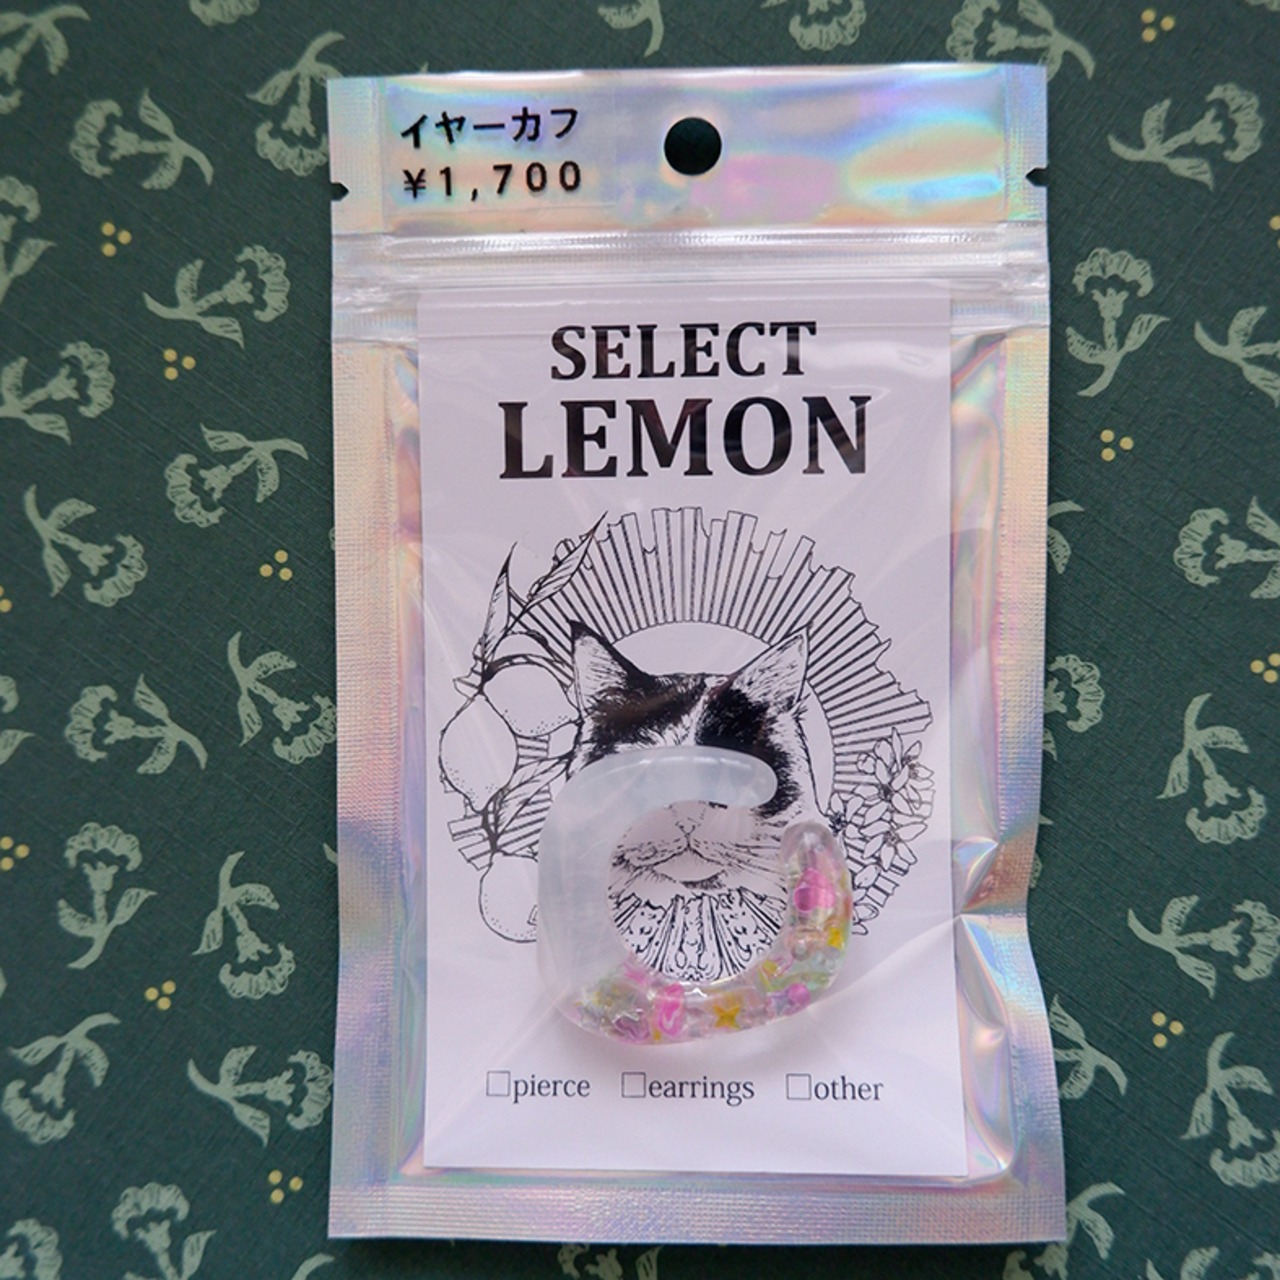 イヤーカフ
¥1,700
SELECT
LEMON
□pierce □earrings □other